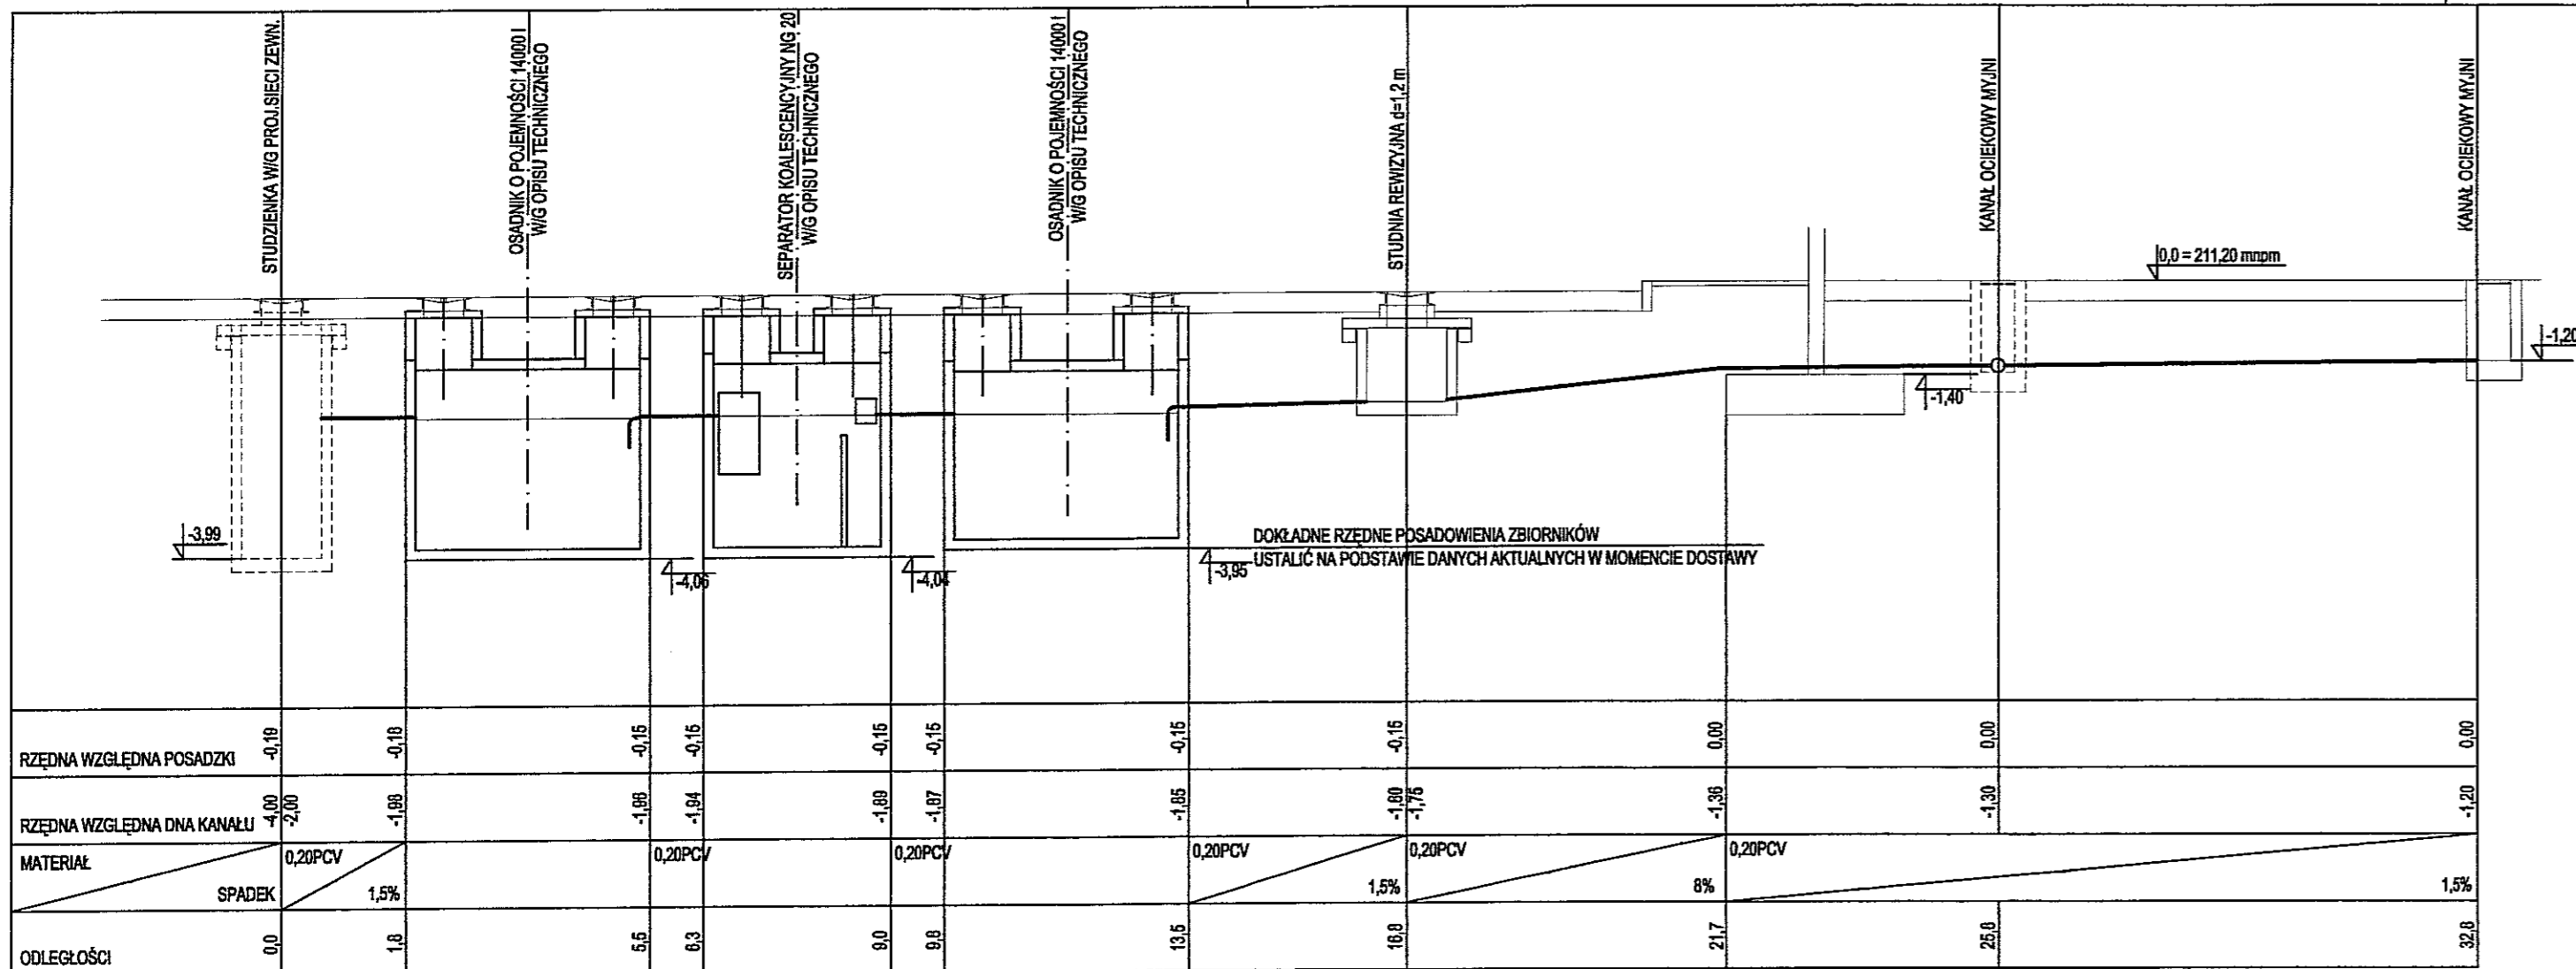 STUDZIENKA W/G PROJ.SIECI ZEWN.
OSADNIK O POJEMNOŚCI 14000 l
W/G OPISU TECHNICZNEGO
SEPARATOR KOALESCENCYJNY NG 20
W/G OPISU TECHNICZNEGO
OSADNIK O POJEMNOŚCI 14000 l
W/G OPISU TECHNICZNEGO
STUDNIA REWIZYJNA d=1,2 m
KANAŁ OCIEKOWY MYJNI
KANAŁ OCIEKOWY MYJNI
0,0 = 211,20 mnpm
-1,20
-1,40
-3,99
-4,06
-4,04
-3,95
DOKŁADNE RZĘDNE POSADOWIENIA ZBIORNIKÓW
USTALIĆ NA PODSTAWIE DANYCH AKTUALNYCH W MOMENCIE DOSTAWY
RZĘDNA WZGLĘDNA POSADZKI -0,19 -0,18 -0,15 -0,15 -0,15 -0,15 -0,15 -0,15 0,00 0,00 0,00
RZĘDNA WZGLĘDNA DNA KANAŁU -4,00 -2,00 -1,98 -1,96 -1,94 -1,89 -1,87 -1,85 -1,80 -1,75 -1,36 -1,30 -1,20
MATERIAŁ 0,20PCV 0,20PCV 0,20PCV 0,20PCV 0,20PCV 0,20PCV
SPADEK 1,5% 1,5% 8% 1,5%
ODLEGŁOŚCI 0,0 1,8 5,5 6,3 9,0 9,8 13,5 16,8 21,7 25,8 32,8